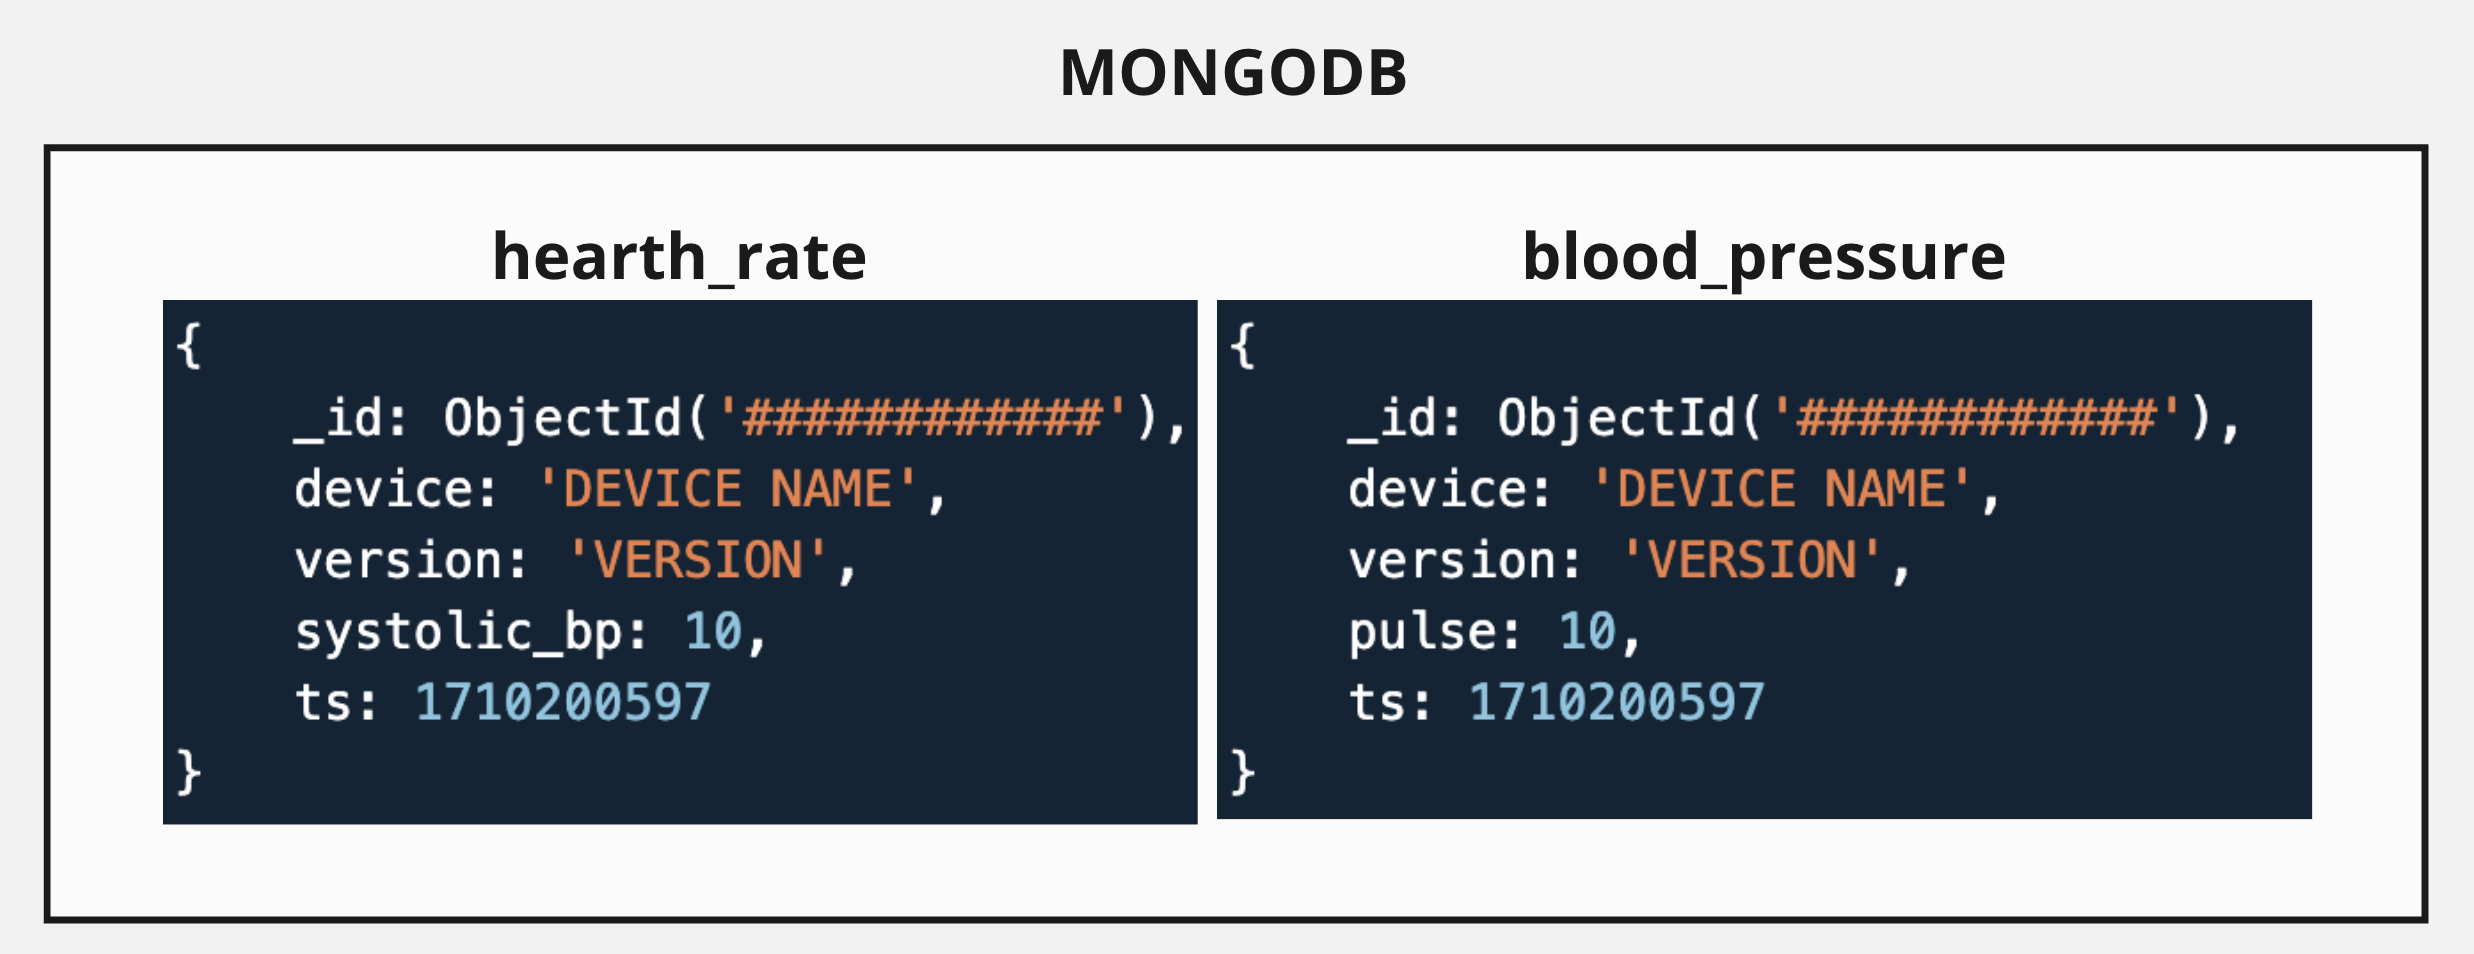 MONGODB
hearth_rate
{
_id: ObjectId('############'),
device: 'DEVICE NAME',
version: 'VERSION',
systolic_bp: 10,
ts: 1710200597
}
blood_pressure
{
_id: ObjectId('############'),
device: 'DEVICE NAME',
version: 'VERSION',
pulse: 10,
ts: 1710200597
}